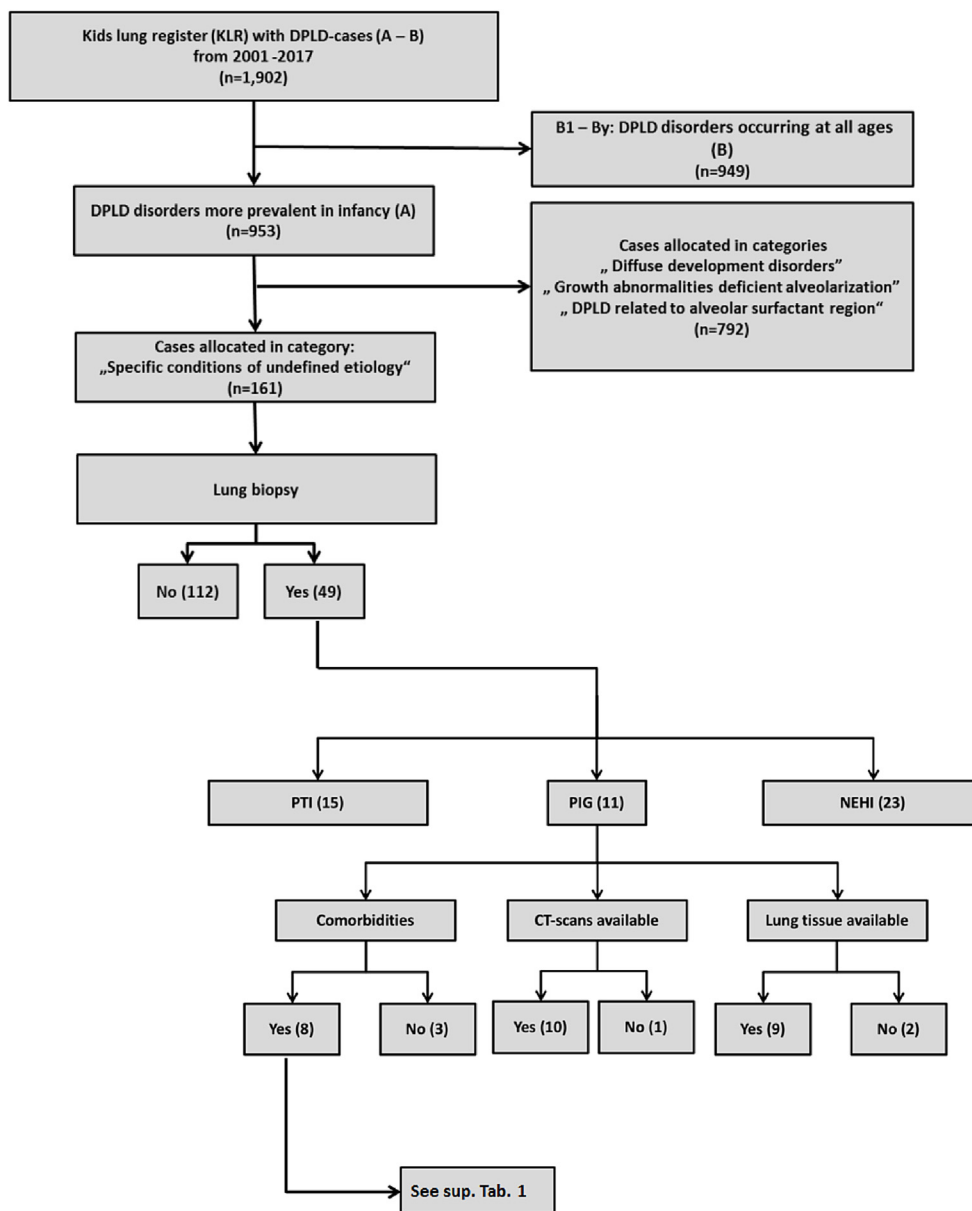 Kids lung register (KLR) with DPLD-cases (A – B)
from 2001 -2017
(n=1,902)
B1 – By: DPLD disorders occurring at all ages
(B)
(n=949)
DPLD disorders more prevalent in infancy (A)
(n=953)
Cases allocated in categories
„ Diffuse development disorders”
„ Growth abnormalities deficient alveolarization”
„ DPLD related to alveolar surfactant region“
(n=792)
Cases allocated in category:
„Specific conditions of undefined etiology“
(n=161)
Lung biopsy
No (112)
Yes (49)
PTI (15)
PIG (11)
NEHI (23)
Comorbidities
CT-scans available
Lung tissue available
Yes (8)
No (3)
Yes (10)
No (1)
Yes (9)
No (2)
See sup. Tab. 1